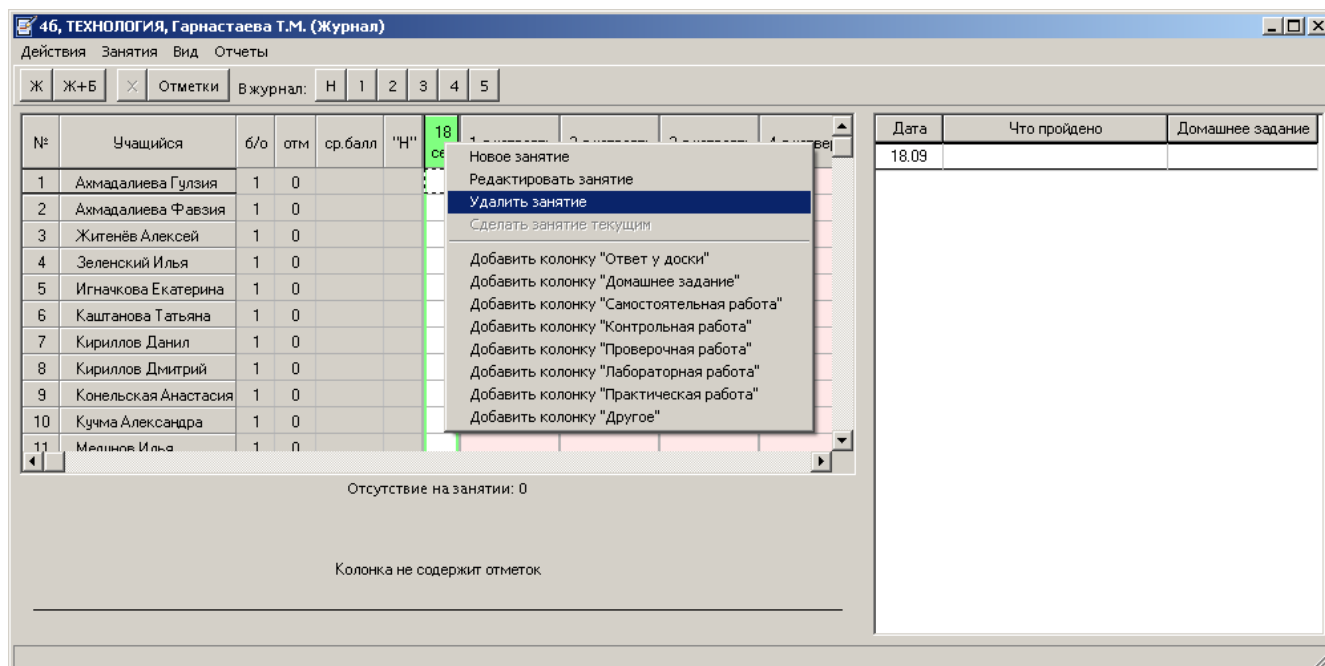 4б, ТЕХНОЛОГИЯ, Гарнастаева Т.М. (Журнал)
Действия Занятия Вид Отчеты
Ж Ж+Б X Отметки В журнал: Н 1 2 3 4 5
№ Учащийся б/о отм ср.балл "Н" 18
Дата Что пройдено Домашнее задание
18.09
1 Ахмадалиева Гулзия 1 0
2 Ахмадалиева Фавзия 1 0
3 Житенёв Алексей 1 0
4 Зеленский Илья 1 0
5 Игначкова Екатерина 1 0
6 Каштанова Татьяна 1 0
7 Кириллов Данил 1 0
8 Кириллов Дмитрий 1 0
9 Конельская Анастасия 1 0
10 Кучма Александра 1 0
11 Мединов Илья 1 0
Новое занятие
Редактировать занятие
Удалить занятие
Сделать занятие текущим
Добавить колонку "Ответ у доски"
Добавить колонку "Домашнее задание"
Добавить колонку "Самостоятельная работа"
Добавить колонку "Контрольная работа"
Добавить колонку "Проверочная работа"
Добавить колонку "Лабораторная работа"
Добавить колонку "Практическая работа"
Добавить колонку "Другое"
Отсутствие на занятии: 0
Колонка не содержит отметок